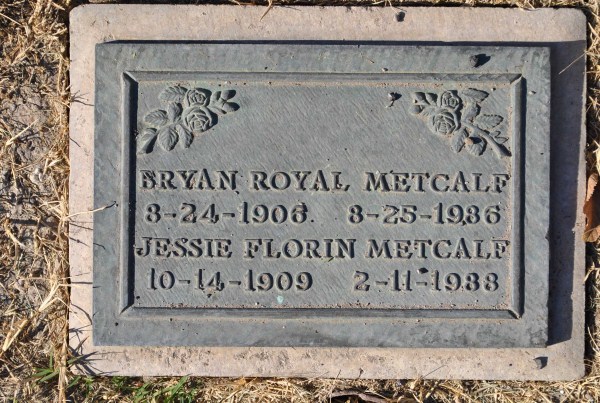 BRYAN ROYAL METCALF
8-24-1906 8-25-1986
JESSIE FLORIN METCALF
10-14-1909 2-11-1988